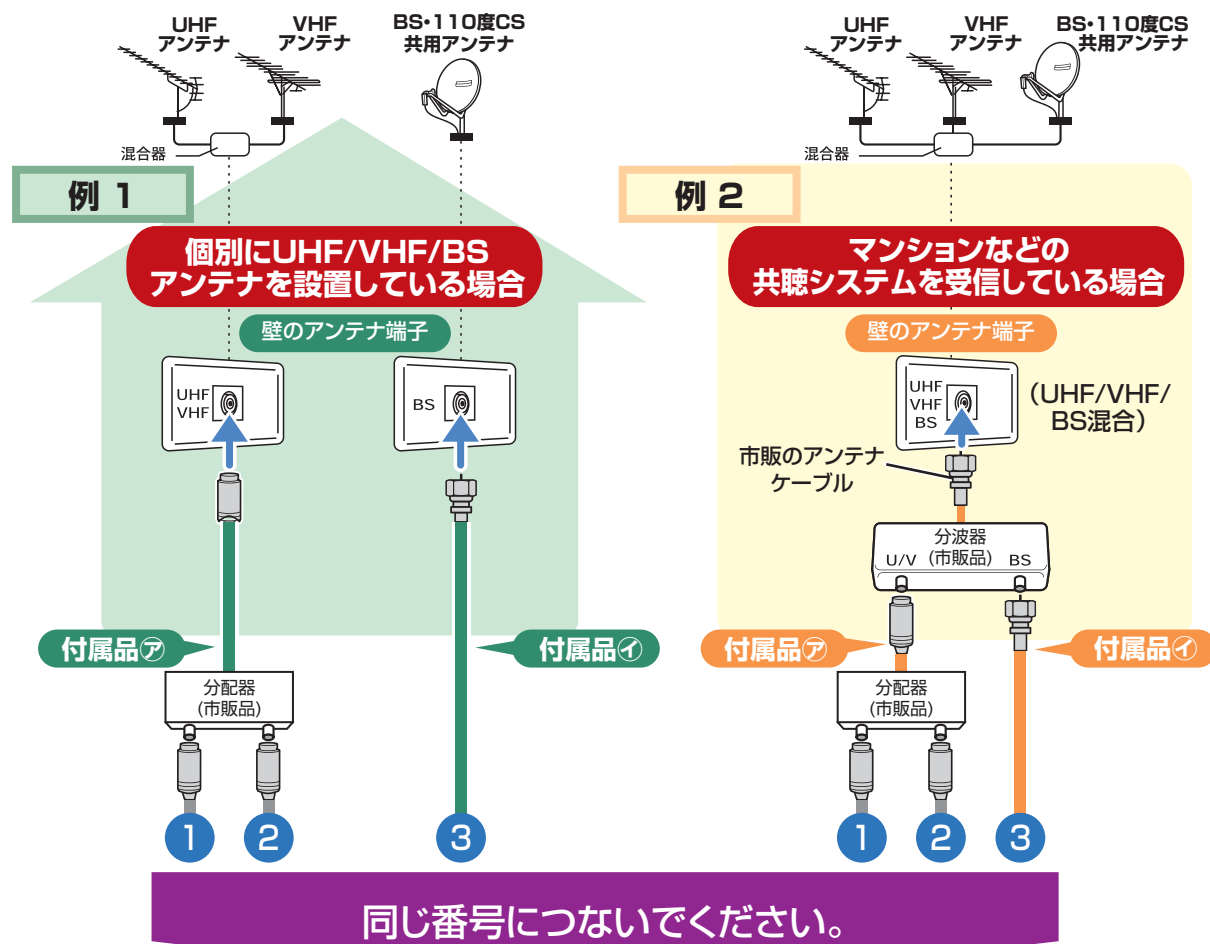 UHF
アンテナ
VHF
アンテナ
BS・110度CS
共用アンテナ
混合器
例 1
個別にUHF/VHF/BS
アンテナを設置している場合
壁のアンテナ端子
UHF
VHF
BS
付属品㋐
付属品㋑
分配器
(市販品)
1
2
3
UHF
アンテナ
VHF
アンテナ
BS・110度CS
共用アンテナ
混合器
例 2
マンションなどの
共聴システムを受信している場合
壁のアンテナ端子
UHF
VHF
BS
(UHF/VHF/
BS混合)
市販のアンテナ
ケーブル
分波器
U/V (市販品) BS
付属品㋐
付属品㋑
分配器
(市販品)
1
2
3
同じ番号につないでください。